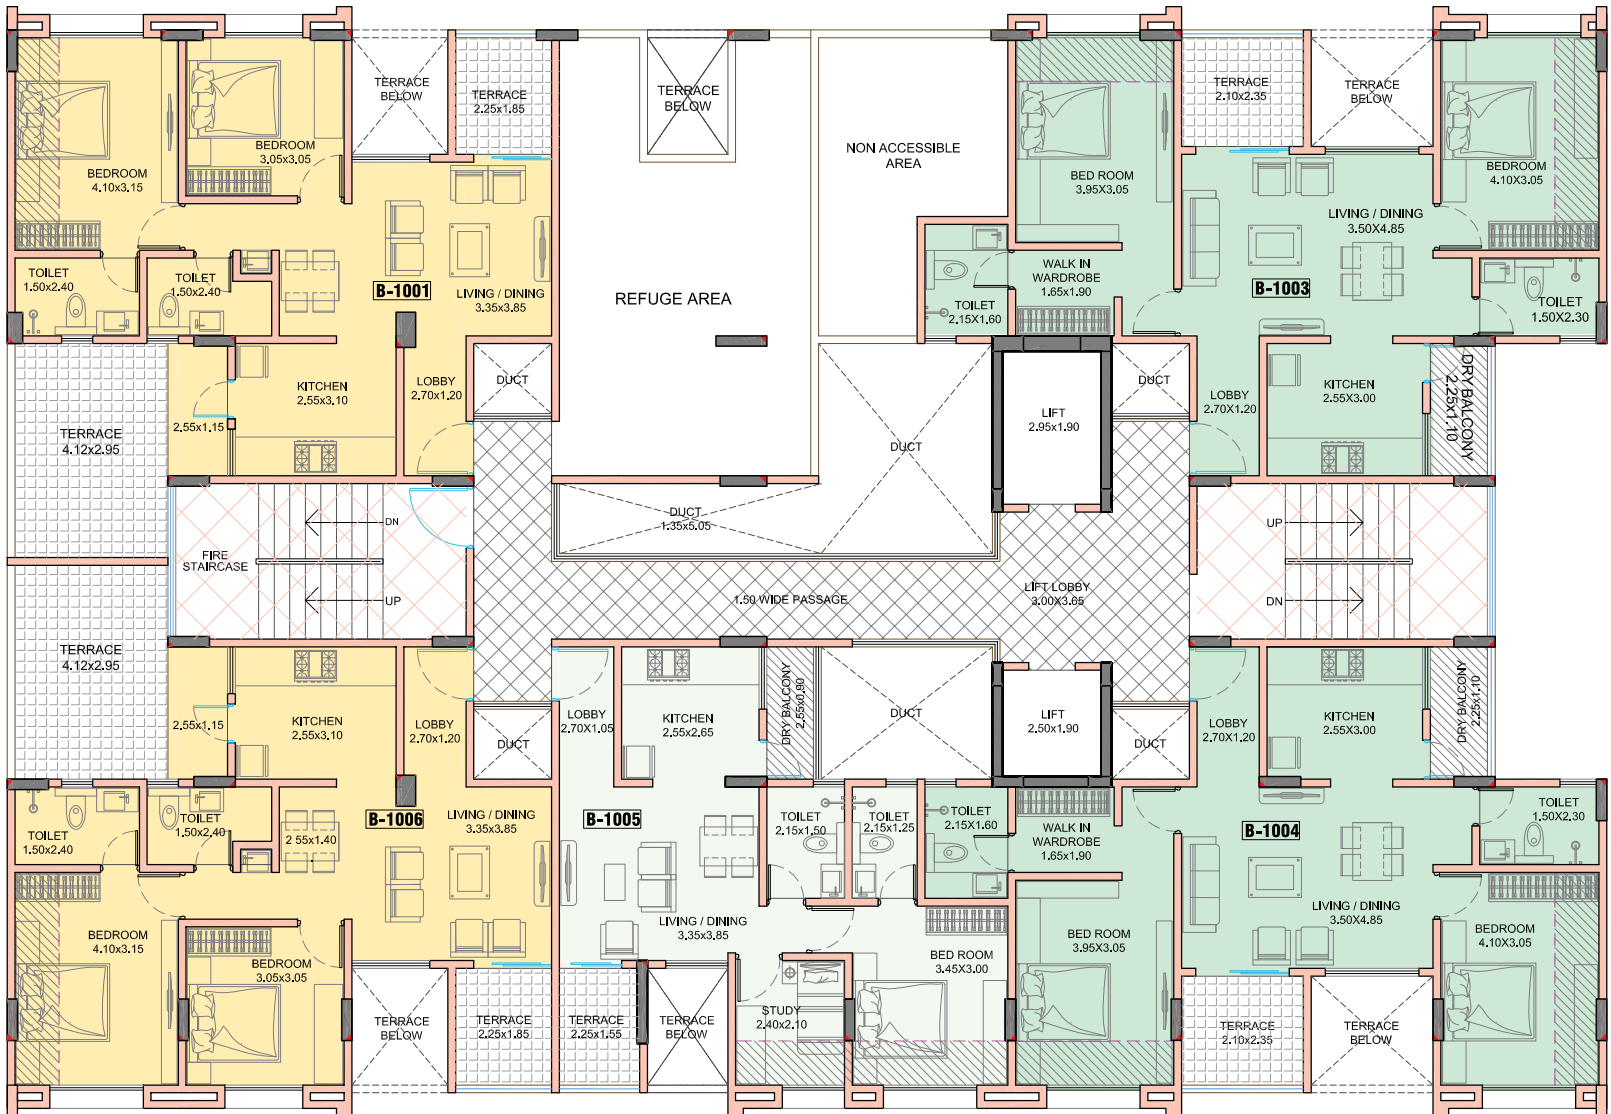 TERRACE
BELOW
TERRACE
2.25x1.85
TERRACE
BELOW
NON ACCESSIBLE
AREA
TERRACE
2.10x2.35
TERRACE
BELOW
BEDROOM
4.10x3.15
BEDROOM
3.05x3.05
BED ROOM
3.95X3.05
BEDROOM
4.10X3.05
TOILET
1.50x2.40
TOILET
1.50x2.40
B-1001
LIVING / DINING
3.35x3.85
REFUGE AREA
TOILET
2.15X1.60
WALK IN
WARDROBE
1.65x1.90
LIVING / DINING
3.50X4.85
B-1003
TOILET
1.50X2.30
KITCHEN
2.55x3.10
LOBBY
2.70x1.20
DUCT
2.55x1.15
TERRACE
4.12x2.95
DUCT
LIFT
2.95x1.90
DUCT
LOBBY
2.70X1.20
KITCHEN
2.55X3.00
DRY BALCONY
2.25X1.10
DUCT
1.35x5.05
DN
UP
FIRE
STAIRCASE
1.50 WIDE PASSAGE
LIFT LOBBY
3.00X3.65
UP
DN
TERRACE
4.12x2.95
2.55x1.15
KITCHEN
2.55x3.10
LOBBY
2.70x1.20
DUCT
LOBBY
2.70X1.05
KITCHEN
2.55x2.65
DRY BALCONY
2.55x0.90
DUCT
LIFT
2.50x1.90
DUCT
LOBBY
2.70X1.20
KITCHEN
2.55X3.00
DRY BALCONY
2.25x1.10
TOILET
1.50x2.40
TOILET
1.50x2.40
2 55x1.40
B-1006
LIVING / DINING
3.35x3.85
B-1005
TOILET
2.15x1.50
TOILET
2.15x1.25
TOILET
2.15X1.60
WALK IN
WARDROBE
1.65x1.90
B-1004
TOILET
1.50X2.30
BEDROOM
4.10x3.15
BEDROOM
3.05x3.05
LIVING / DINING
3.35x3.85
BED ROOM
3.45X3.00
BED ROOM
3.95X3.05
LIVING / DINING
3.50X4.85
BEDROOM
4.10X3.05
TERRACE
BELOW
TERRACE
2.25x1.85
TERRACE
2.25x1.55
TERRACE
BELOW
STUDY
2.40x2.10
TERRACE
2.10x2.35
TERRACE
BELOW